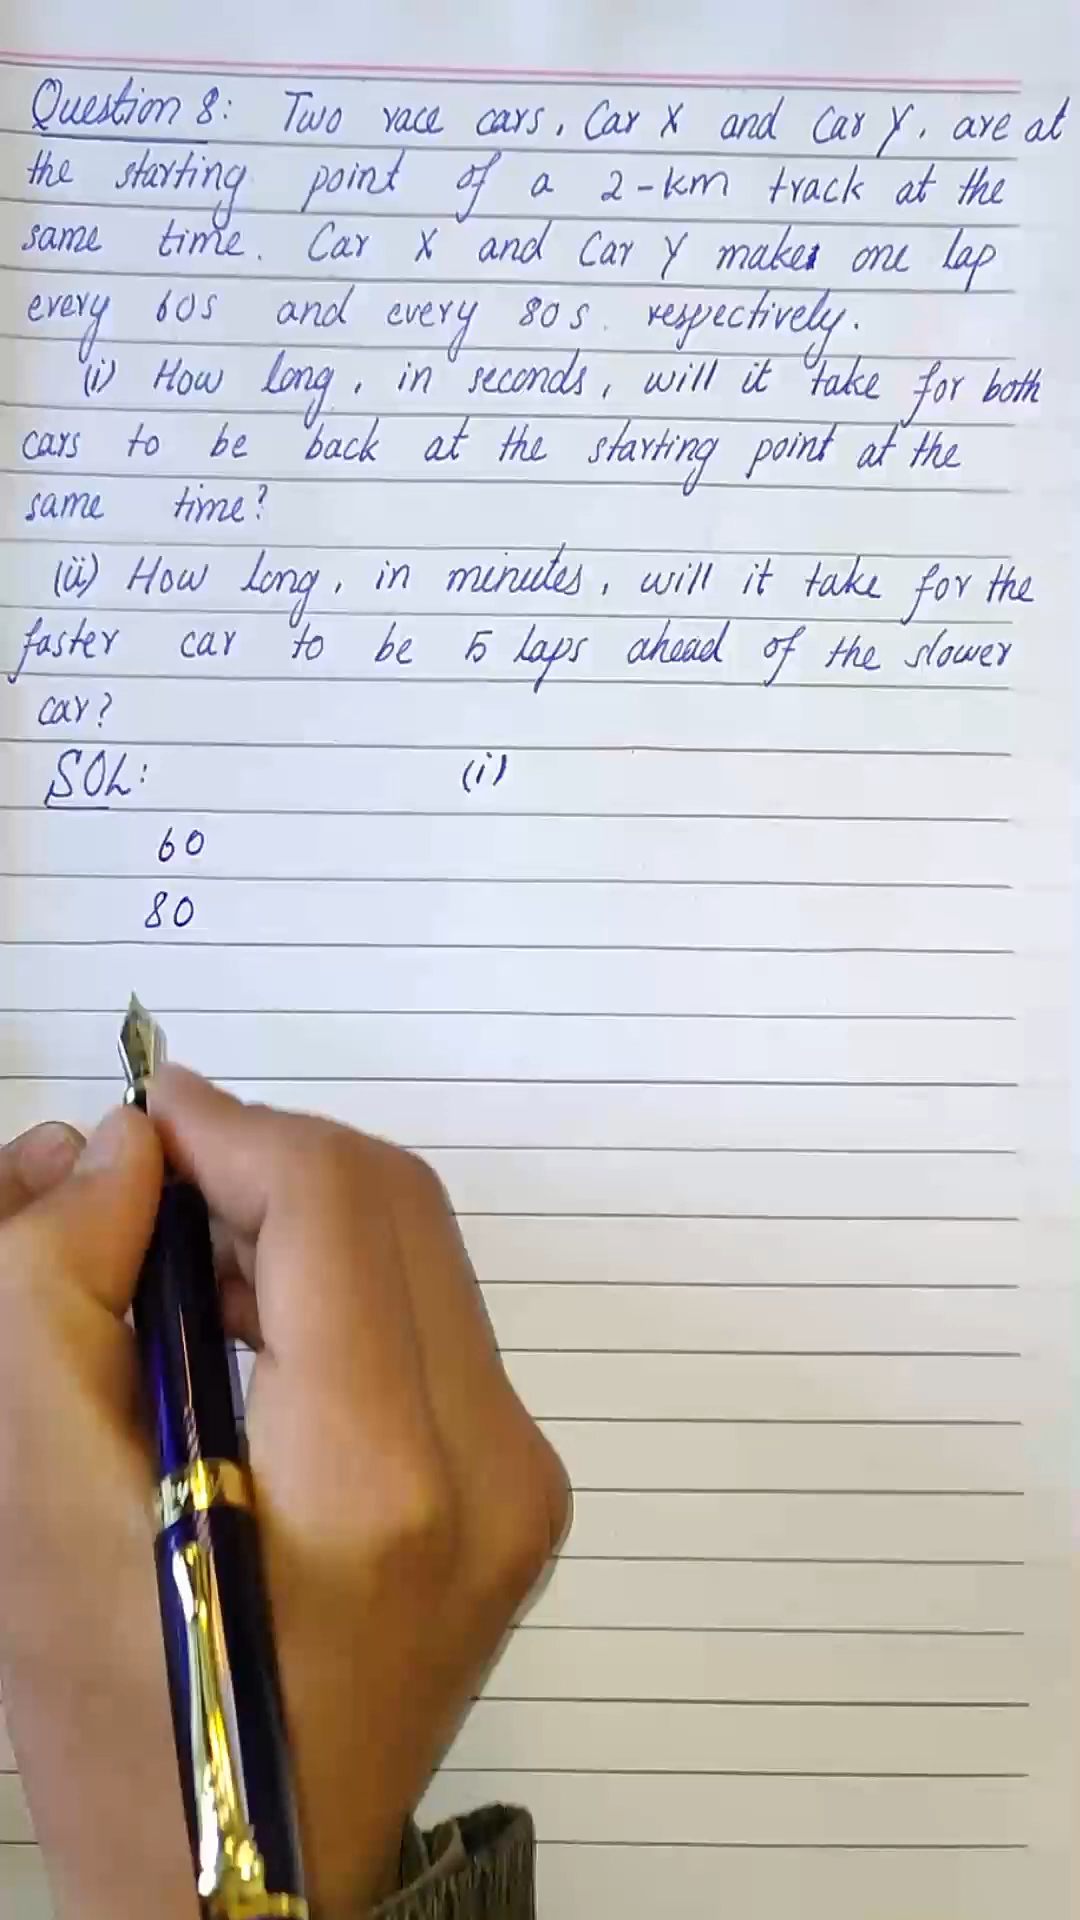 Question 8: Two race cars, Car X and Car Y, are at
the starting point of a 2-km track at the
same time. Car X and Car Y make one lap
every 60s and every 80s. respectively.
(i) How long, in seconds, will it take for both
cars to be back at the starting point at the
same time?
(ii) How long, in minutes, will it take for the
faster car to be 5 laps ahead of the slower
car?
SOL: (i)
60
80